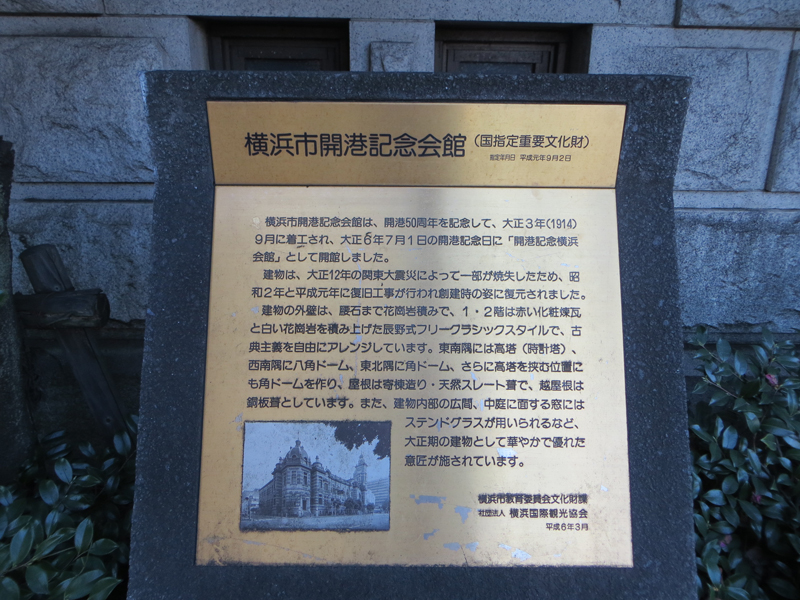 横浜市開港記念会館(国指定重要文化財)
指定年月日 平成元年9月2日
横浜市開港記念会館は、開港50周年を記念して、大正3年(1914)
9月に着工され、大正6年7月1日の開港記念日に「開港記念横浜
会館」として開館しました。
建物は、大正12年の関東大震災によって一部が焼失したため、昭
和2年と平成元年に復旧工事が行われ創建時の姿に復元されました。
建物の外壁は、腰石まで花崗岩積みで、1・2階は赤い化粧煉瓦
と白い花崗岩を積み上げた辰野式フリークラシックスタイルで、古
典主義を自由にアレンジしています。東南隅には高塔(時計塔)、
西南隅に八角ドーム、東北隅に角ドーム、さらに高塔を挟む位置に
も角ドームを作り、屋根は寄棟造り・天然スレート葺で、越屋根は
銅板葺としています。また、建物内部の広間、中庭に面する窓には
ステンドグラスが用いられるなど、
大正期の建物として華やかで優れた
意匠が施されています。
横浜市教育委員会文化財課
社団法人 横浜国際観光協会
平成6年3月